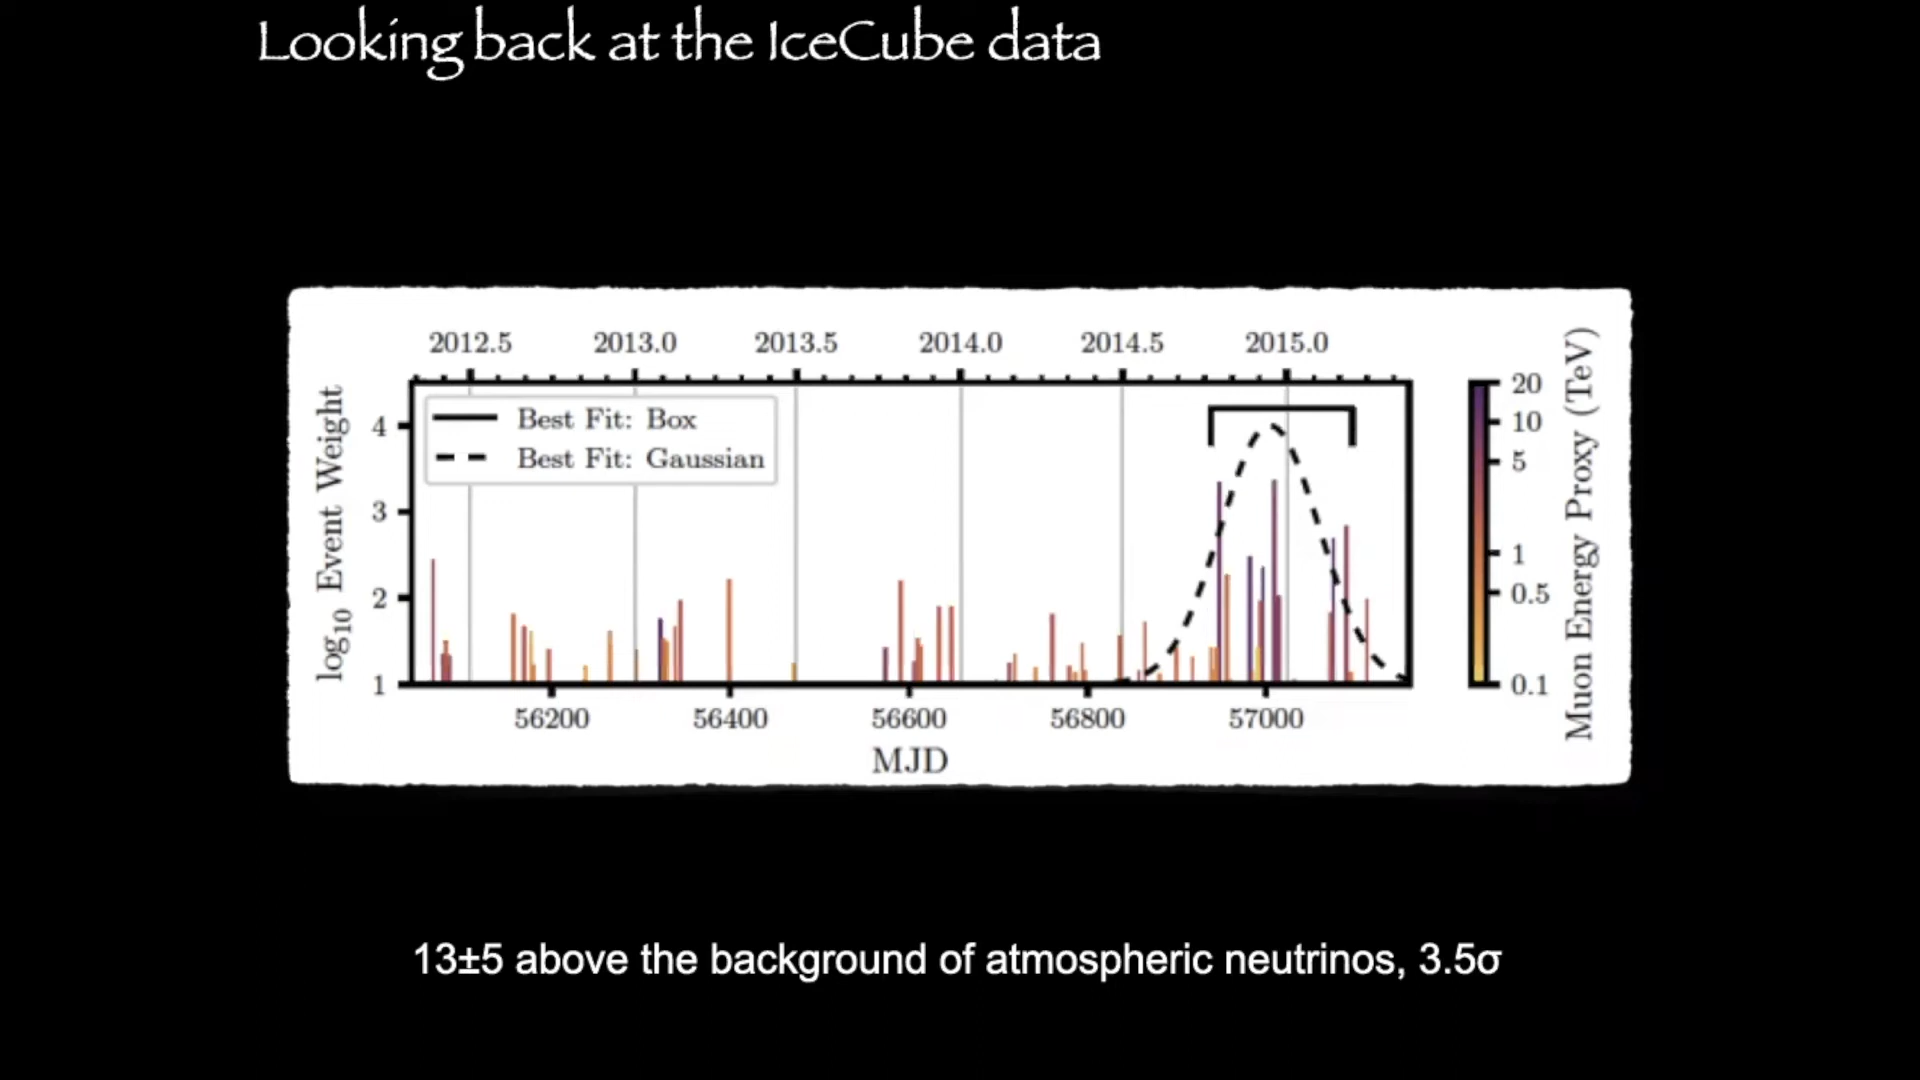 Looking back at the IceCube data
2012.5 2013.0 2013.5 2014.0 2014.5 2015.0
log10 Event Weight
4
3
2
1
Best Fit: Box
Best Fit: Gaussian
56200 56400 56600 56800 57000
MJD
20
10
5
1
0.5
0.1
Muon Energy Proxy (TeV)
13±5 above the background of atmospheric neutrinos, 3.5σ